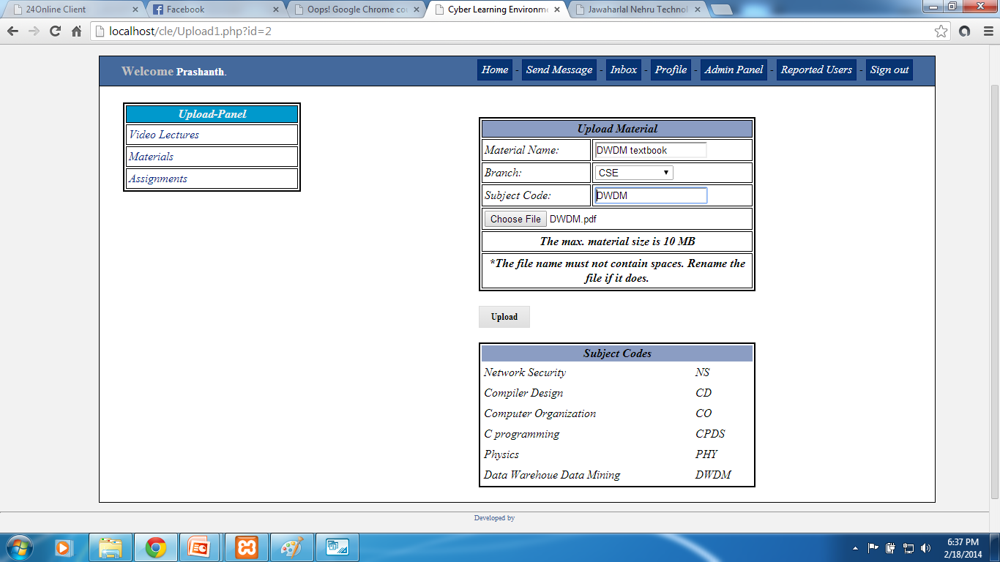 24Online Client
Facebook
Oops! Google Chrome co
Cyber Learning Environm
Jawaharlal Nehru Technol
localhost/cle/Upload1.php?id=2
Welcome Prashanth.
Home - Send Message - Inbox - Profile - Admin Panel - Reported Users - Sign out
Upload-Panel
Video Lectures
Materials
Assignments
Upload Material
Material Name: DWDM textbook
Branch: CSE
Subject Code: DWDM
Choose File DWDM.pdf
The max. material size is 10 MB
*The file name must not contain spaces. Rename the
file if it does.
Upload
Subject Codes
Network Security NS
Compiler Design CD
Computer Organization CO
C programming CPDS
Physics PHY
Data Warehoue Data Mining DWDM
Developed by
6:37 PM
2/18/2014